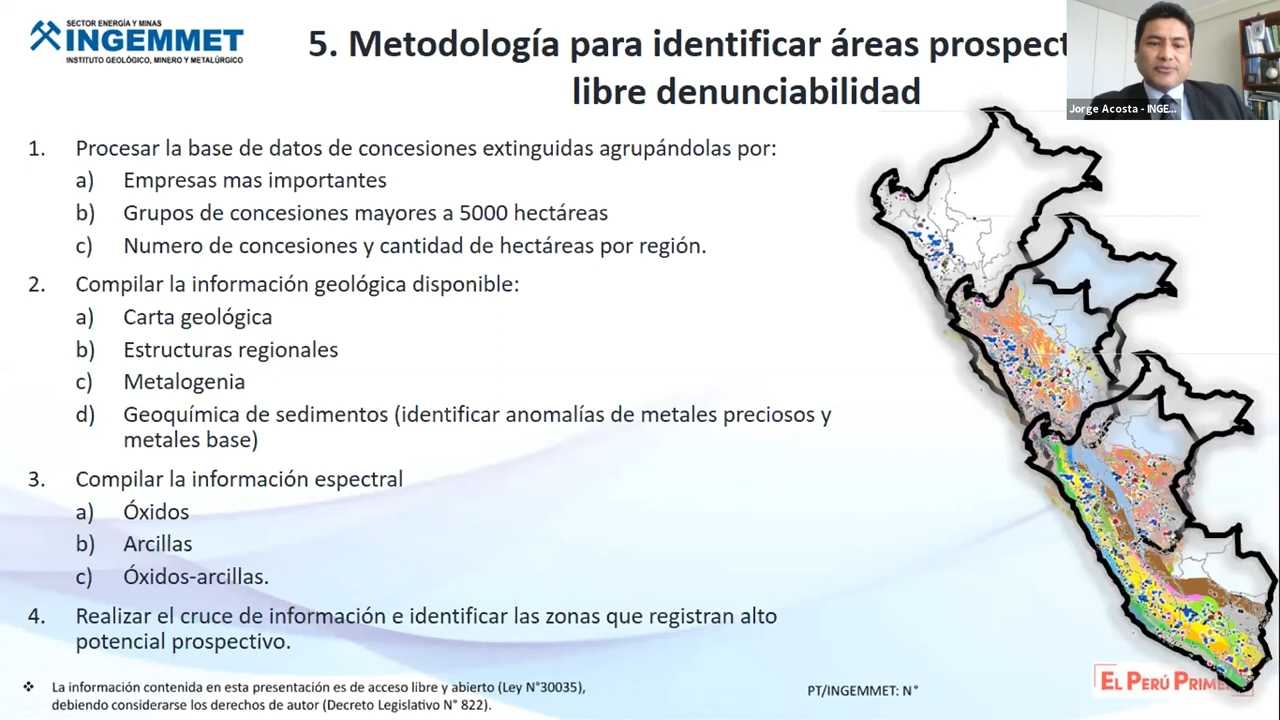 SECTOR ENERGÍA Y MINAS
INGEMMET
INSTITUTO GEOLÓGICO, MINERO Y METALÚRGICO
5. Metodología para identificar áreas
libre denunciabilidad
Jorge Acosta - INGE...
1. Procesar la base de datos de concesiones extinguidas agrupándolas por:
a) Empresas mas importantes
b) Grupos de concesiones mayores a 5000 hectáreas
c) Numero de concesiones y cantidad de hectáreas por región.
2. Compilar la información geológica disponible:
a) Carta geológica
b) Estructuras regionales
c) Metalogenia
d) Geoquímica de sedimentos (identificar anomalías de metales preciosos y
metales base)
3. Compilar la información espectral
a) Óxidos
b) Arcillas
c) Óxidos-arcillas.
4. Realizar el cruce de información e identificar las zonas que registran alto
potencial prospectivo.
❖ La información contenida en esta presentación es de acceso libre y abierto (Ley N°30035),
debiendo considerarse los derechos de autor (Decreto Legislativo N° 822).
PT/INGEMMET: N°
EL PERÚ